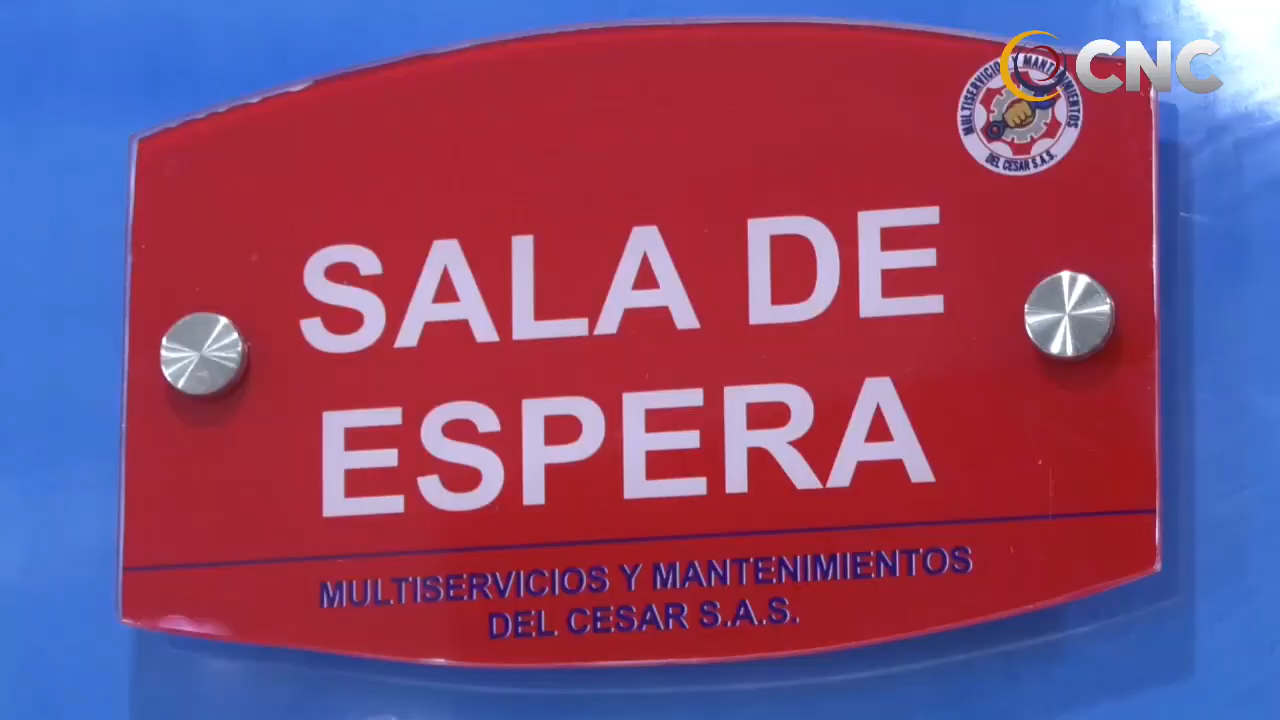 CNC
MULTISERVICIOS Y MANTENIMIENTOS
DEL CESAR S.A.S.
SALA DE
ESPERA
MULTISERVICIOS Y MANTENIMIENTOS
DEL CESAR S.A.S.